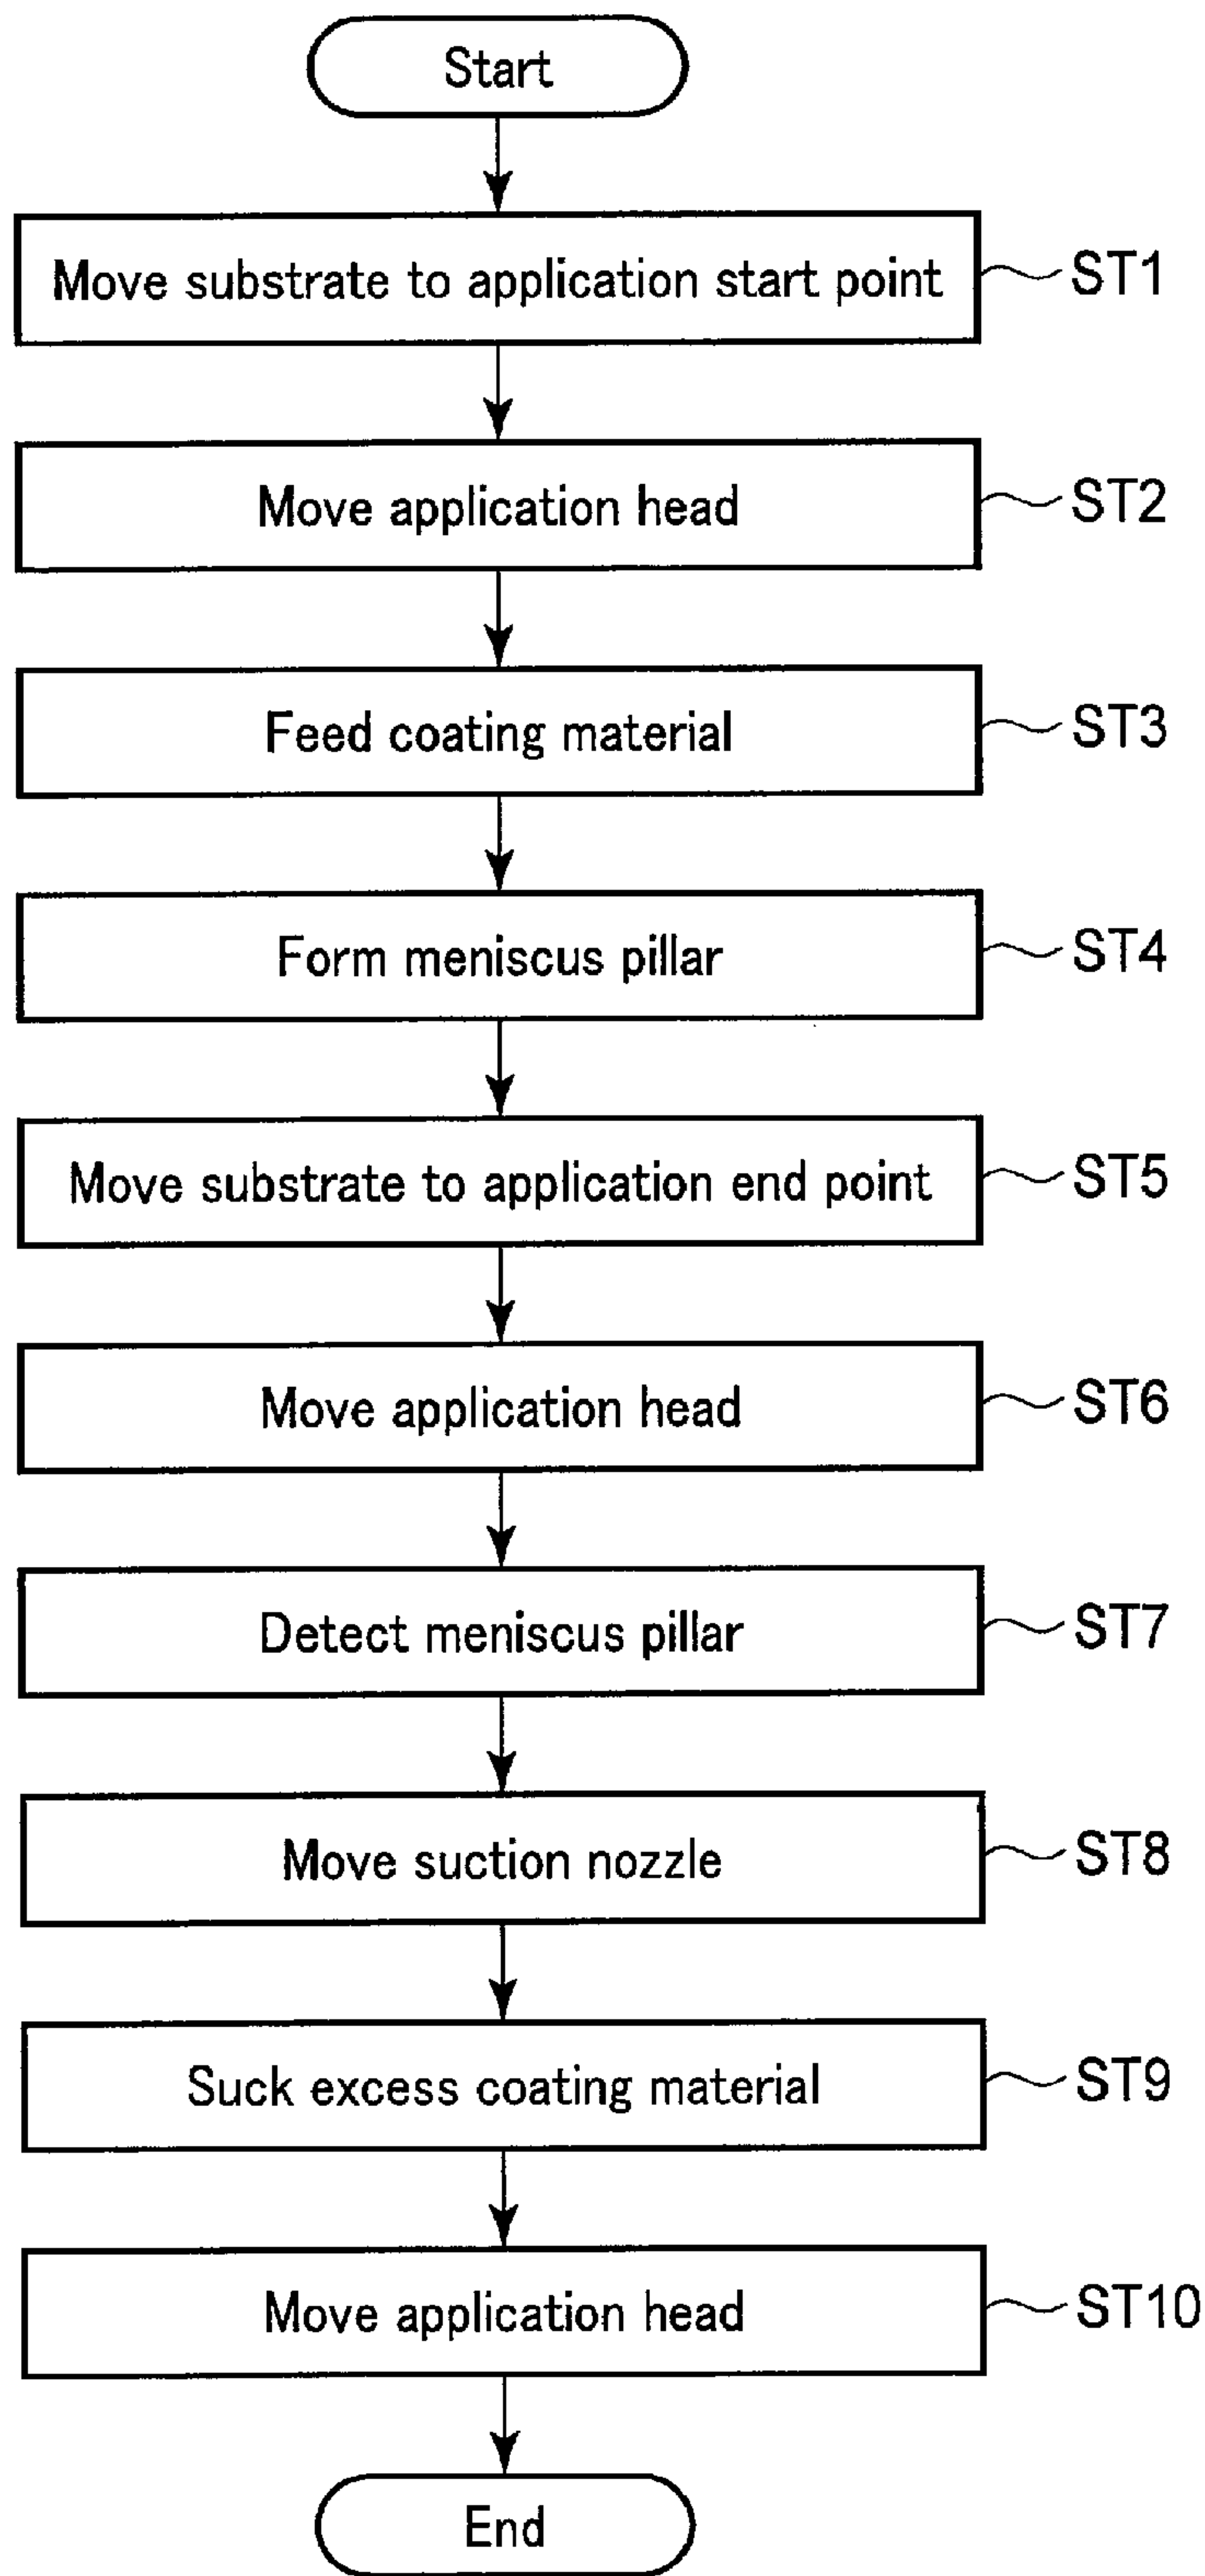 Start
Move substrate to application start point
ST1
Move application head
ST2
Feed coating material
ST3
Form meniscus pillar
ST4
Move substrate to application end point
ST5
Move application head
ST6
Detect meniscus pillar
ST7
Move suction nozzle
ST8
Suck excess coating material
ST9
Move application head
ST10
End